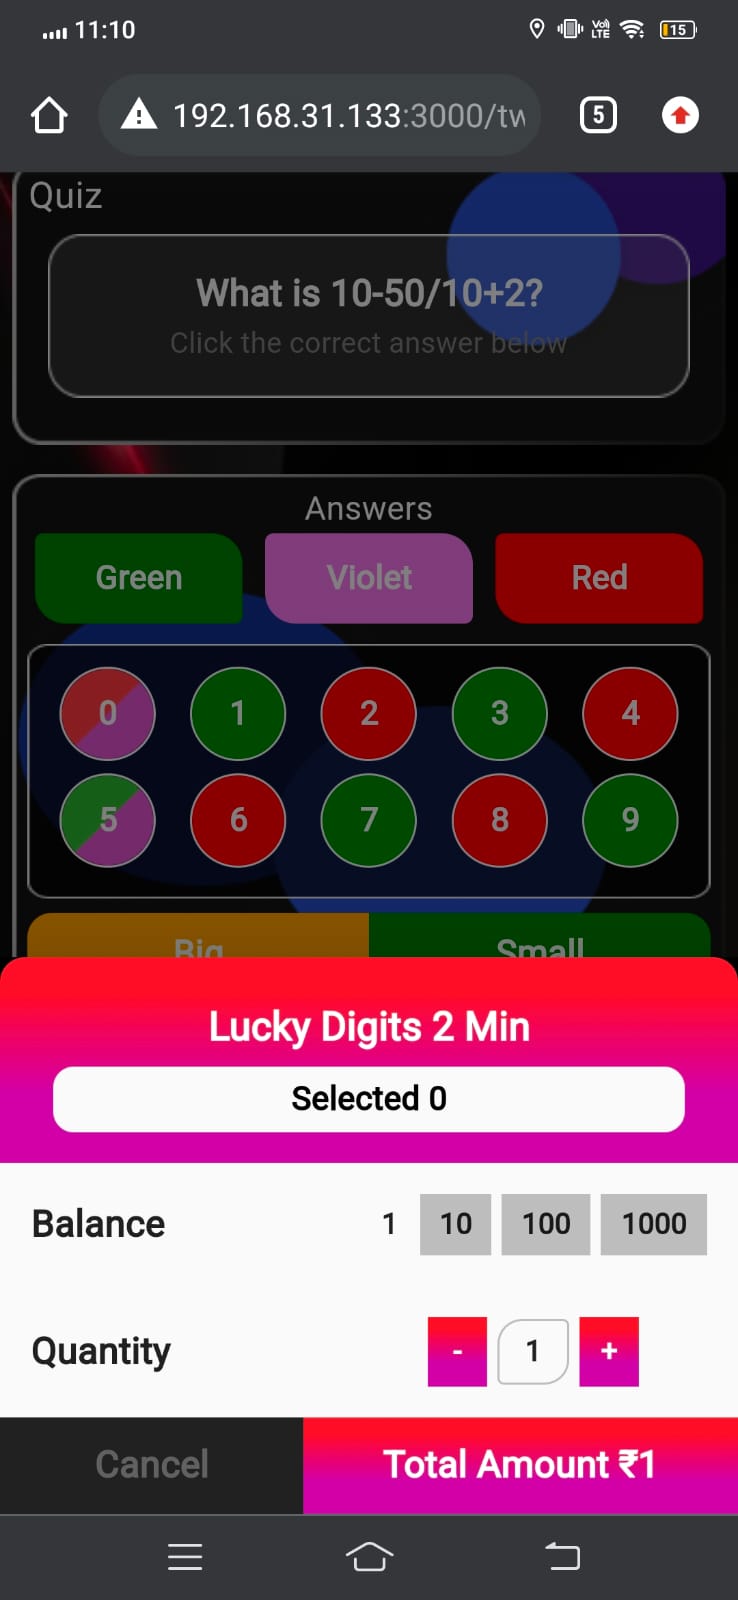 11:10 Vo) LTE 15
192.168.31.133:3000/tw
5
Quiz
What is 10-50/10+2?
Click the correct answer below
Answers
Green Violet Red
0 1 2 3 4
5 6 7 8 9
Big Small
Lucky Digits 2 Min
Selected 0
Balance 1 10 100 1000
Quantity - 1 +
Cancel Total Amount ₹1